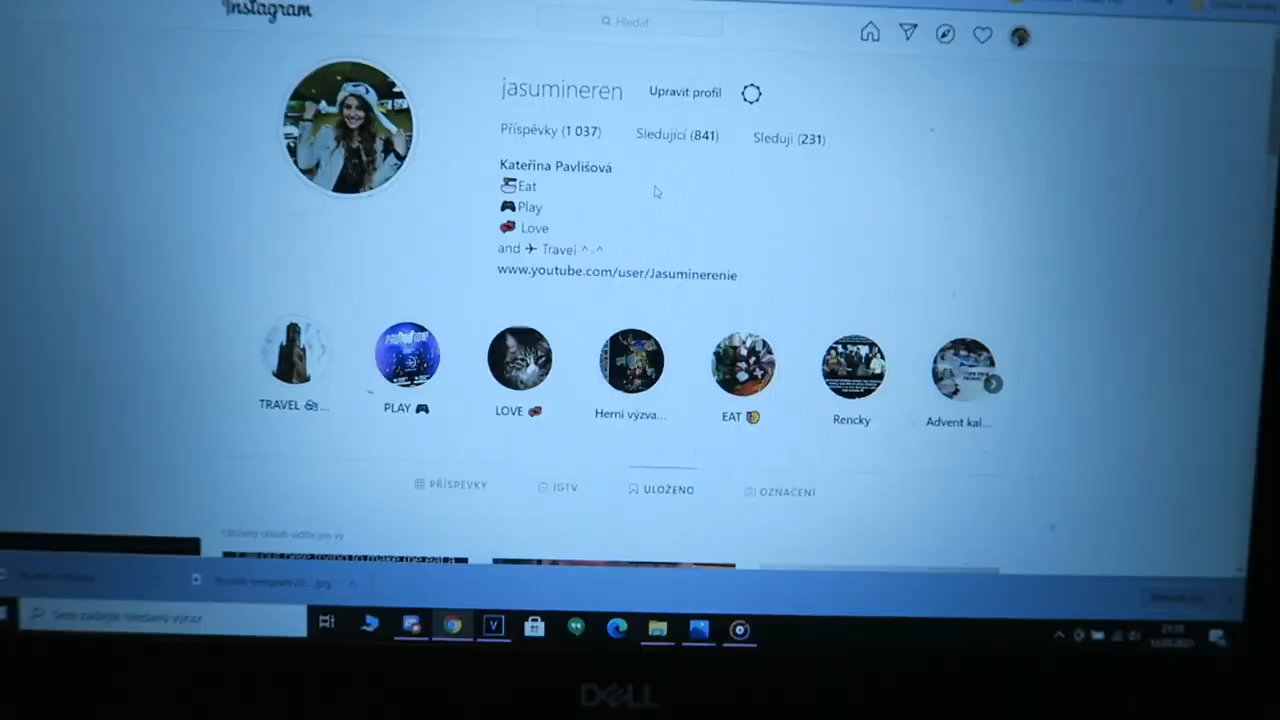 Instagram
Hledat
jasumineren Upravit profil
Příspěvky (1 037) Sledující (841) Sleduji (231)
Kateřina Pavlišová
Eat
Play
Love
and ✈ Travel ^-^
www.youtube.com/user/Jasuminerenie
TRAVEL ... PLAY LOVE Herní výzva... EAT Rencky Advent kal...
PŘÍSPĚVKY IGTV ULOŽENO OZNAČENÍ
DELL